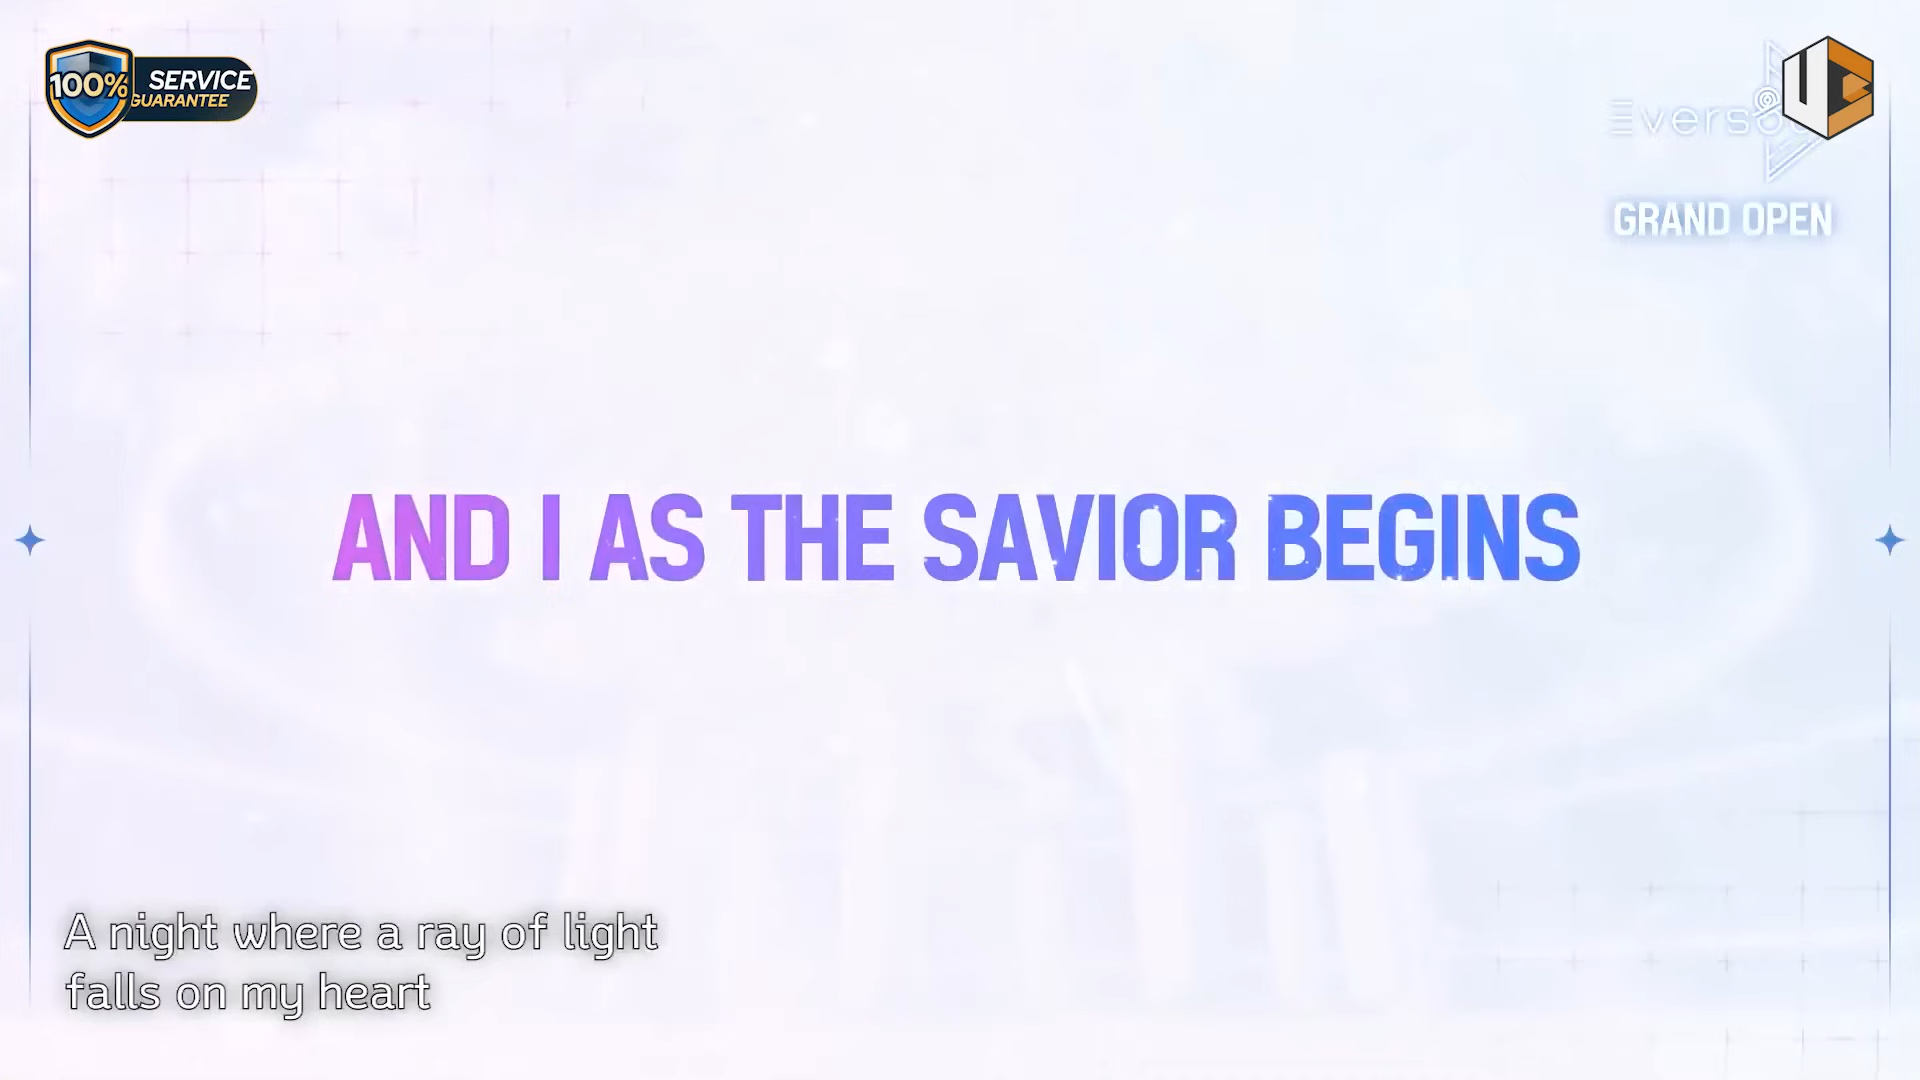 100% SERVICE
GUARANTEE
GRAND OPEN
AND I AS THE SAVIOR BEGINS
A night where a ray of light
falls on my heart